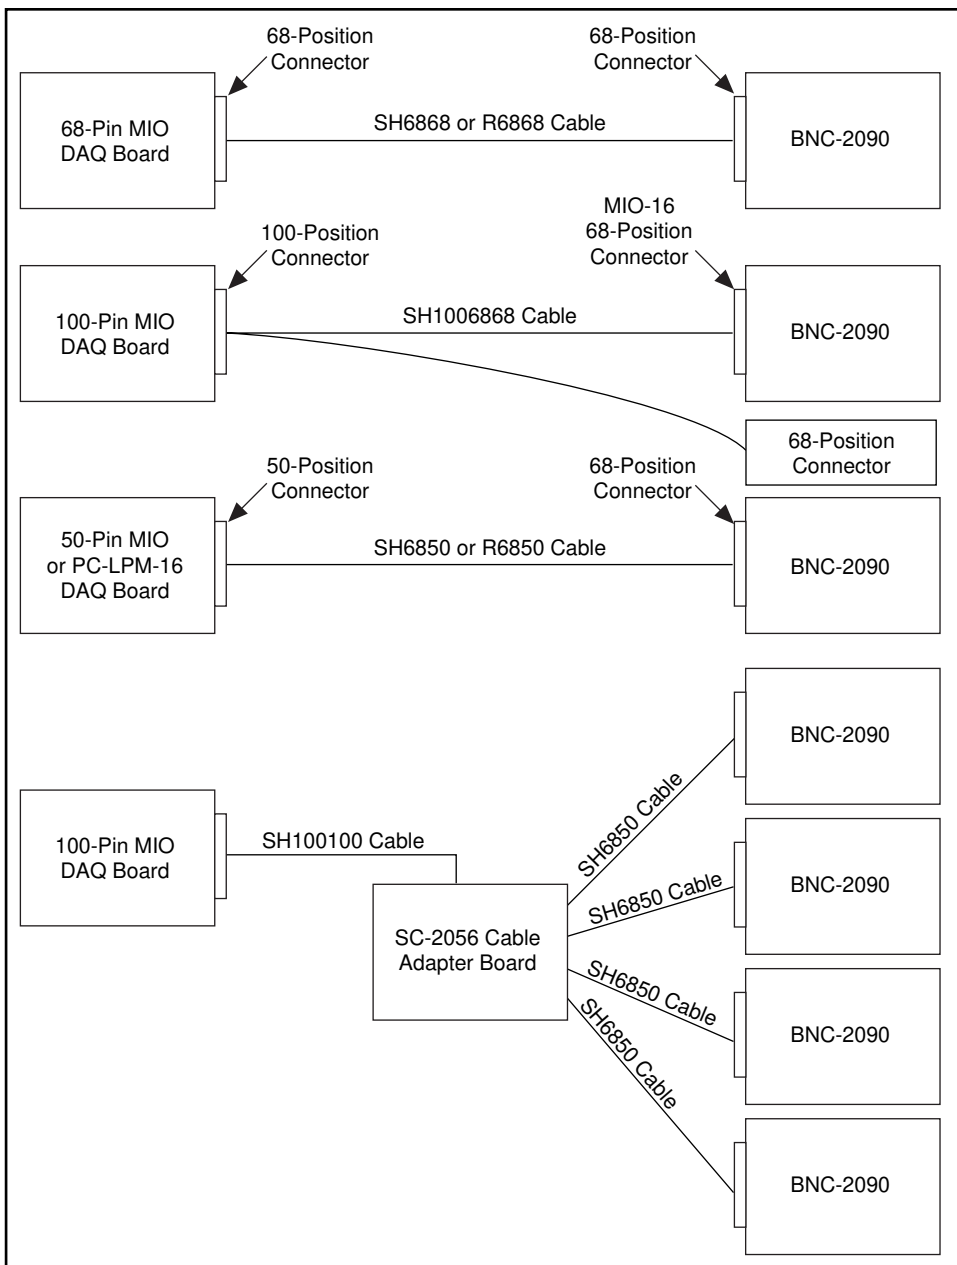 68-Position
Connector
68-Position
Connector
68-Pin MIO
DAQ Board
SH6868 or R6868 Cable
BNC-2090
100-Position
Connector
MIO-16
68-Position
Connector
100-Pin MIO
DAQ Board
SH1006868 Cable
BNC-2090
68-Position
Connector
50-Position
Connector
68-Position
Connector
50-Pin MIO
or PC-LPM-16
DAQ Board
SH6850 or R6850 Cable
BNC-2090
100-Pin MIO
DAQ Board
SH100100 Cable
SC-2056 Cable
Adapter Board
SH6850 Cable
BNC-2090
SH6850 Cable
BNC-2090
SH6850 Cable
BNC-2090
SH6850 Cable
BNC-2090